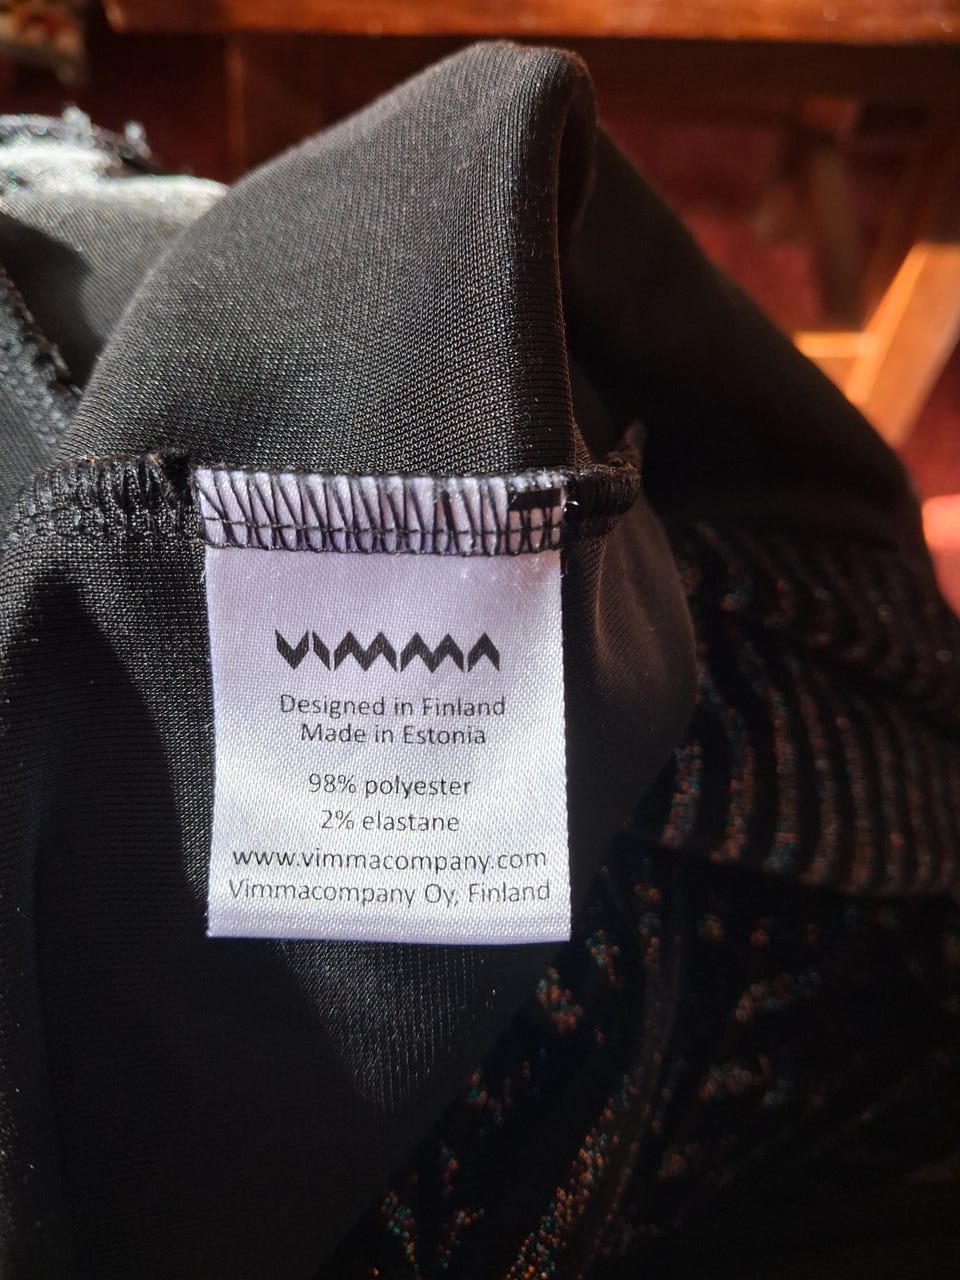 VIMMA
Designed in Finland
Made in Estonia
98% polyester
2% elastane
www.vimmacompany.com
Vimmacompany Oy, Finland